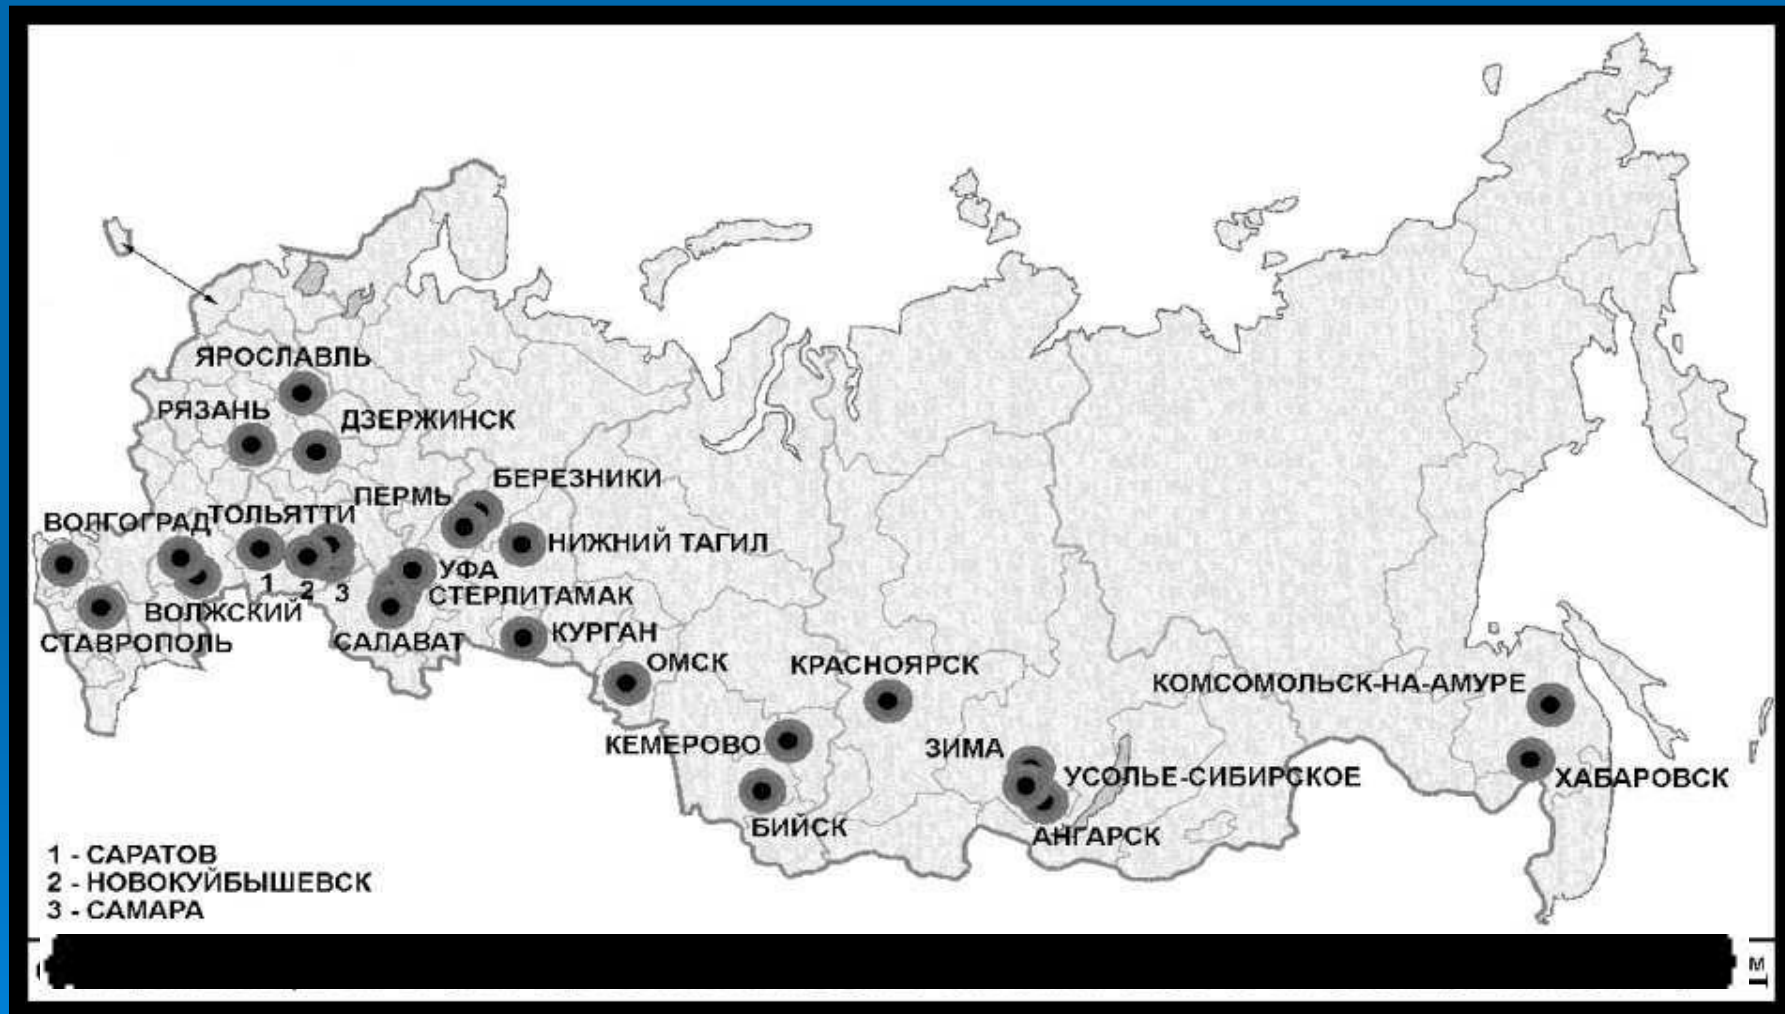 ЯРОСЛАВЛЬ
РЯЗАНЬ
ДЗЕРЖИНСК
БЕРЕЗНИКИ
ПЕРМЬ
ВОЛГОГРАД
ТОЛЬЯТТИ
НИЖНИЙ ТАГИЛ
УФА
1
2
3
СТЕРЛИТАМАК
ВОЛЖСКИЙ
СТАВРОПОЛЬ
САЛАВАТ
КУРГАН
ОМСК
КРАСНОЯРСК
КОМСОМОЛЬСК-НА-АМУРЕ
КЕМЕРОВО
ЗИМА
УСОЛЬЕ-СИБИРСКОЕ
ХАБАРОВСК
БИЙСК
АНГАРСК
1 - САРАТОВ
2 - НОВОКУЙБЫШЕВСК
3 - САМАРА